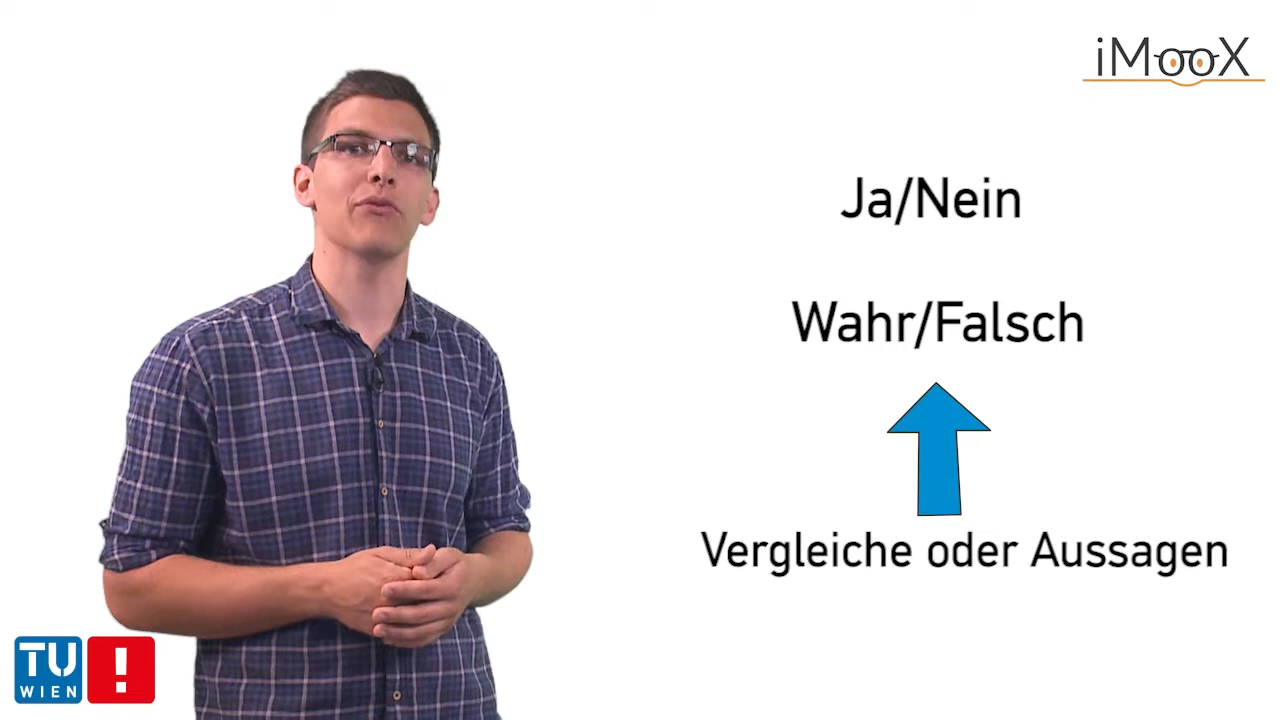 iMooX
Ja/Nein
Wahr/Falsch
Vergleiche oder Aussagen
TU
WIEN
!